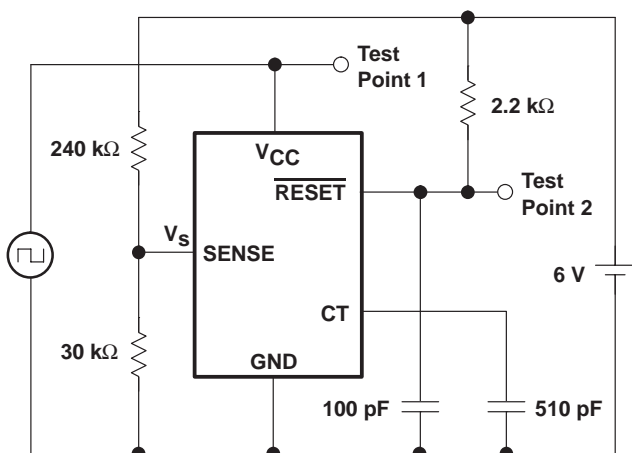 Test
Point 1
2.2 kΩ
240 kΩ
VCC
RESET
Test
Point 2
Vs
SENSE
6 V
CT
30 kΩ
GND
100 pF
510 pF